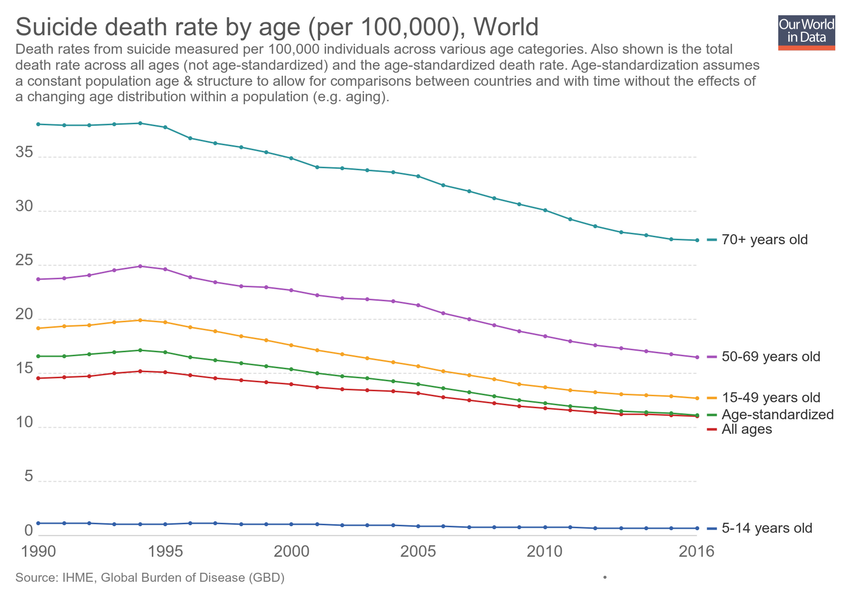 Suicide death rate by age (per 100,000), World
Our World
in Data
Death rates from suicide measured per 100,000 individuals across various age categories. Also shown is the total
death rate across all ages (not age-standardized) and the age-standardized death rate. Age-standardization assumes
a constant population age & structure to allow for comparisons between countries and with time without the effects of
a changing age distribution within a population (e.g. aging).
35
30
25
20
15
10
5
0
70+ years old
50-69 years old
15-49 years old
Age-standardized
All ages
5-14 years old
1990 1995 2000 2005 2010 2016
Source: IHME, Global Burden of Disease (GBD)